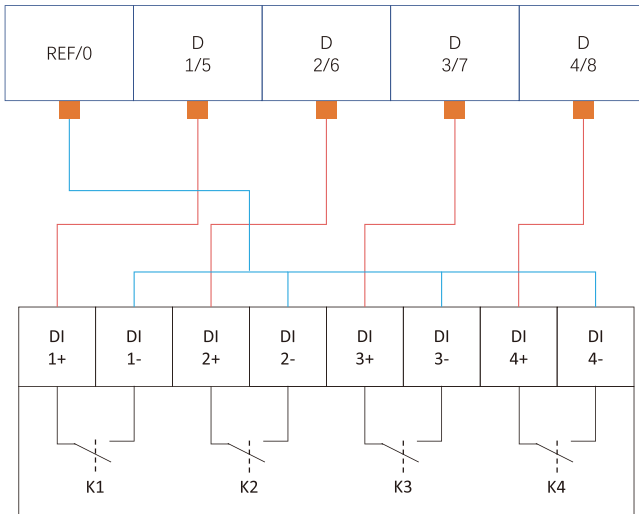 REF/0
D
1/5
D
2/6
D
3/7
D
4/8
DI
1+
DI
1-
DI
2+
DI
2-
DI
3+
DI
3-
DI
4+
DI
4-
K1
K2
K3
K4